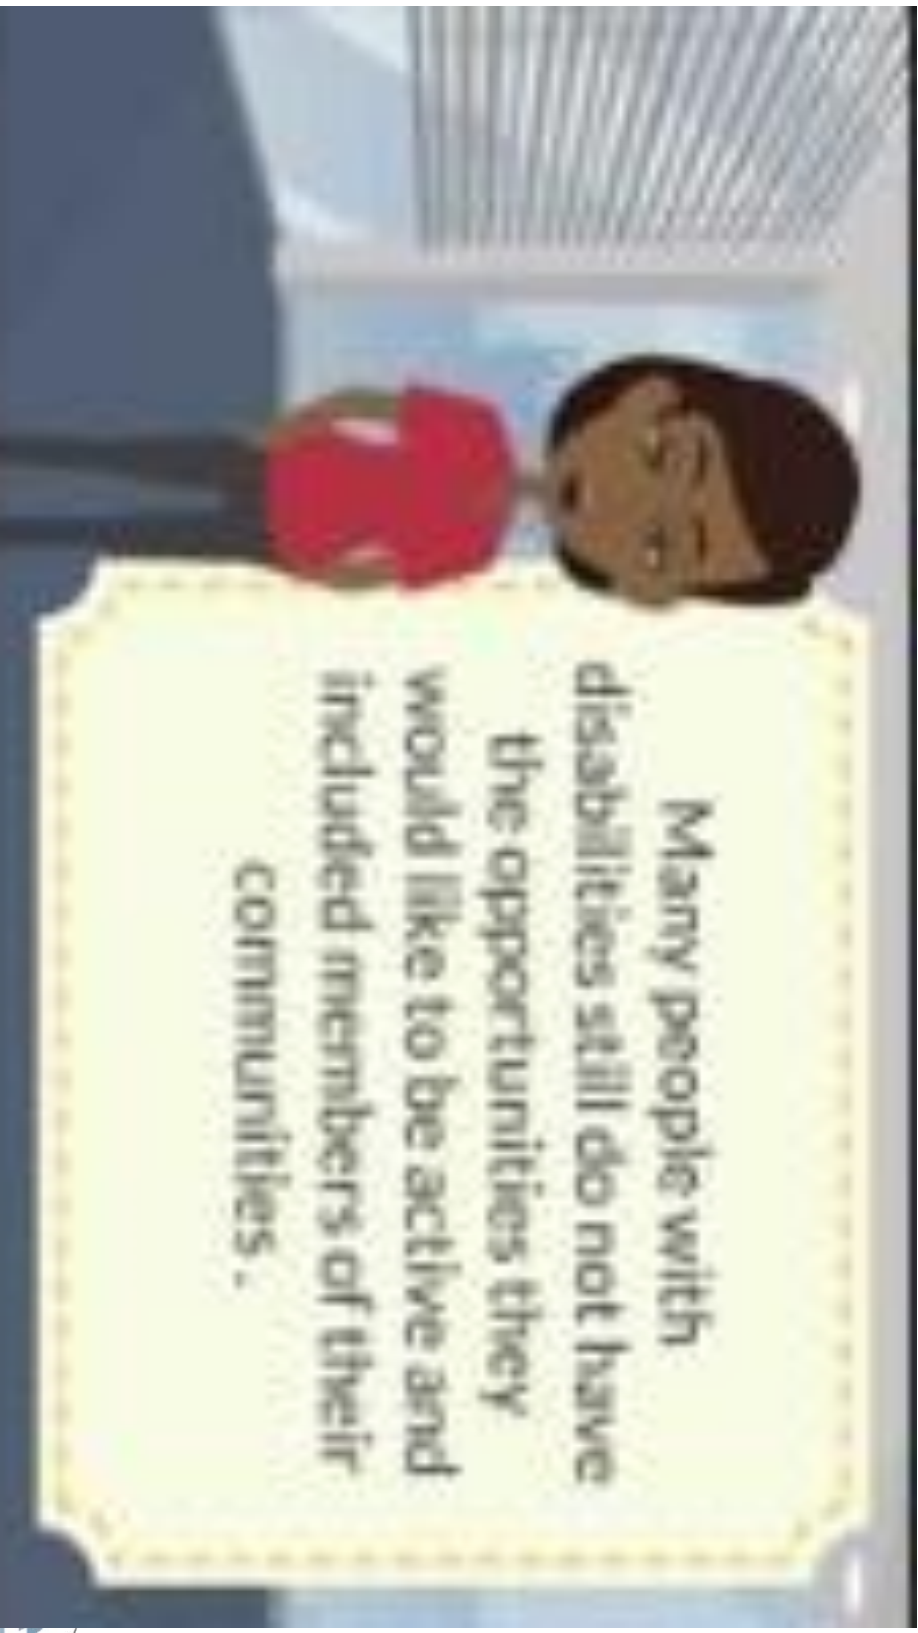 Many people with
disabilities still do not have
the opportunities they
would like to be active and
included members of their
communities.